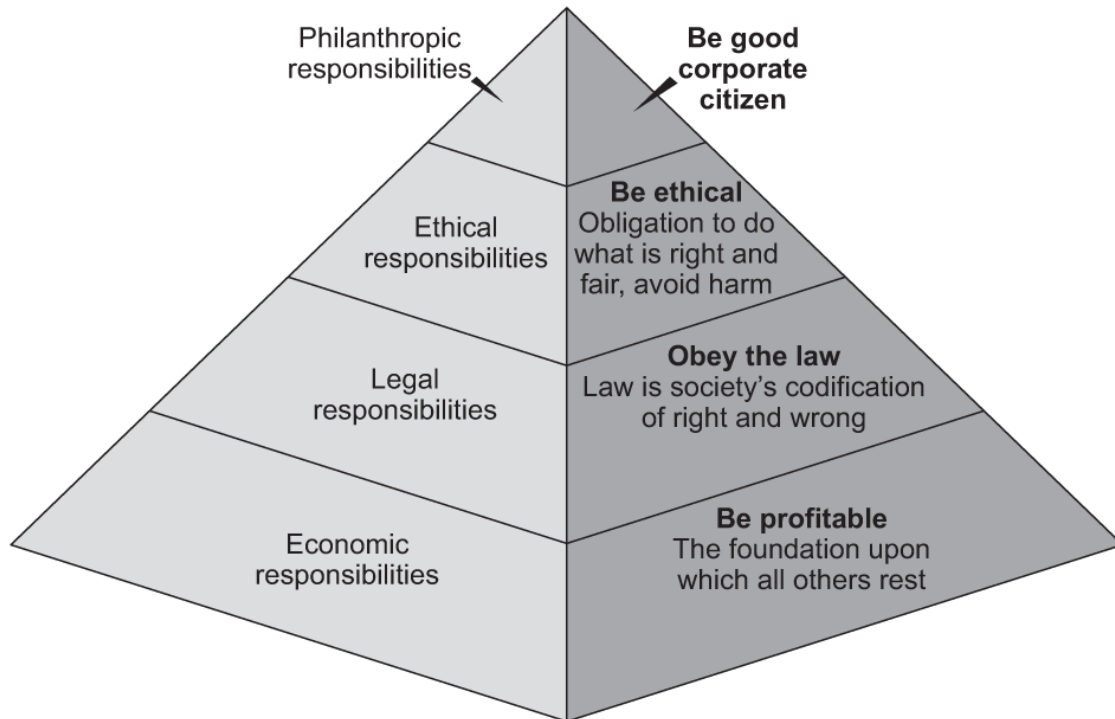 Philanthropic
responsibilities
Be good
corporate
citizen
Ethical
responsibilities
Be ethical
Obligation to do
what is right and
fair, avoid harm
Legal
responsibilities
Obey the law
Law is society’s codification
of right and wrong
Economic
responsibilities
Be profitable
The foundation upon
which all others rest